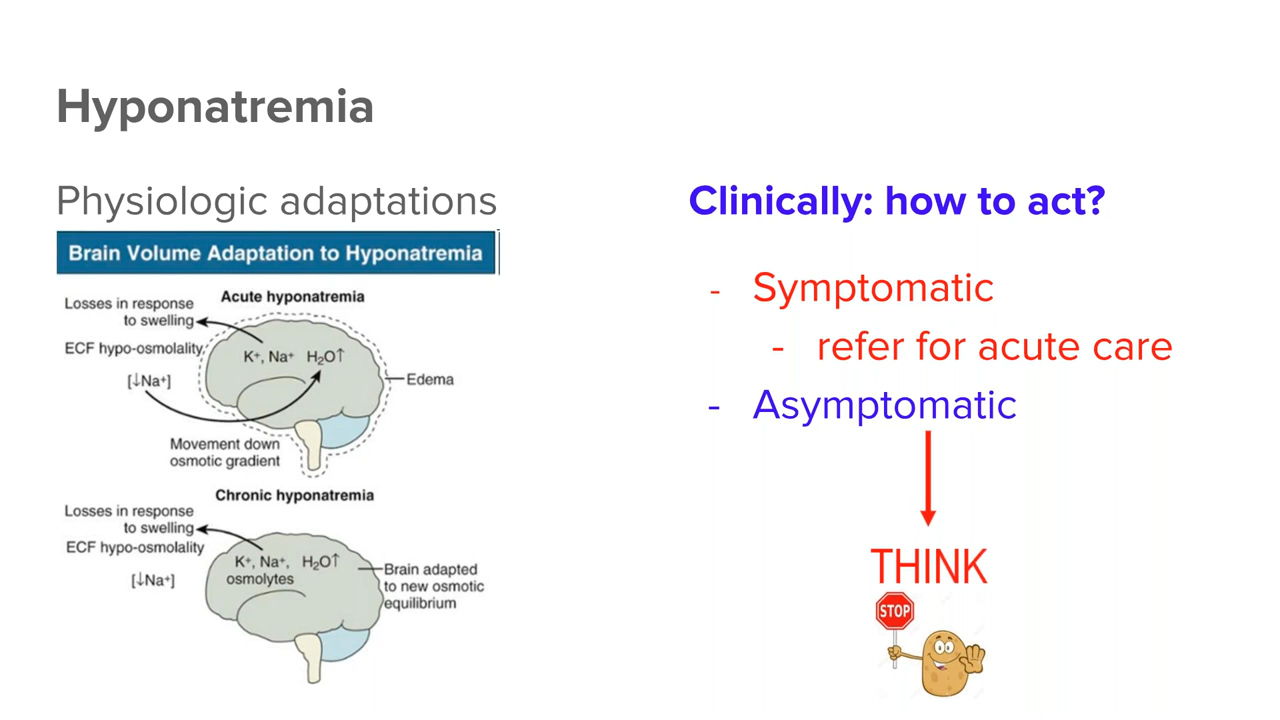 Hyponatremia
Physiologic adaptations
Brain Volume Adaptation to Hyponatremia
Acute hyponatremia
Losses in response
to swelling
ECF hypo-osmolality
[↓Na⁺]
K⁺, Na⁺ H₂O↑
Edema
Movement down
osmotic gradient
Chronic hyponatremia
Losses in response
to swelling
ECF hypo-osmolality
[↓Na⁺]
K⁺, Na⁺, H₂O↑
osmolytes
Brain adapted
to new osmotic
equilibrium
Clinically: how to act?
- Symptomatic
- refer for acute care
- Asymptomatic
THINK
STOP